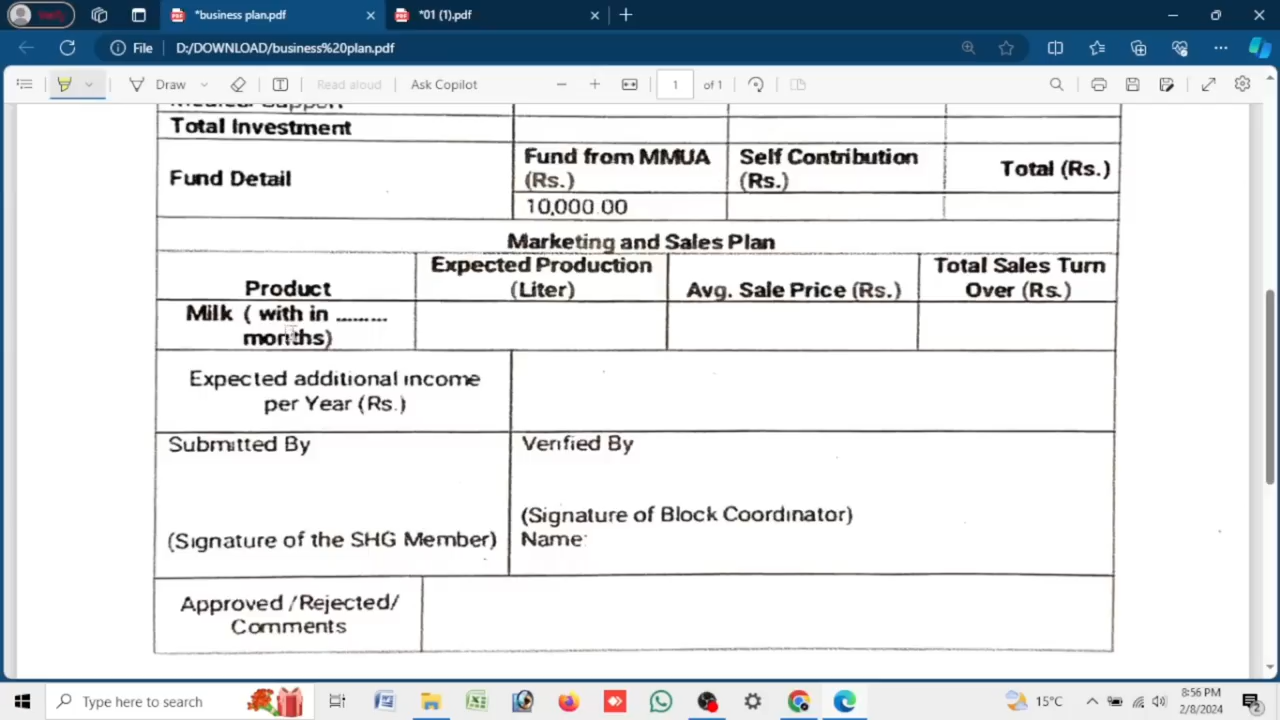 *business plan.pdf
*01 (1).pdf
File
D:/DOWNLOAD/business%20plan.pdf
Draw
Read aloud
Ask Copilot
1
of 1
Medical Support
Total Investment
Fund Detail
Fund from MMUA (Rs.)
Self Contribution (Rs.)
Total (Rs.)
10,000.00
Marketing and Sales Plan
Product
Expected Production
(Liter)
Avg. Sale Price (Rs.)
Total Sales Turn
Over (Rs.)
Milk ( with in .........
months)
Expected additional income
per Year (Rs.)
Submitted By
(Signature of the SHG Member)
Verified By
(Signature of Block Coordinator)
Name:
Approved /Rejected/
Comments
Type here to search
15°C
8:56 PM
2/8/2024
2